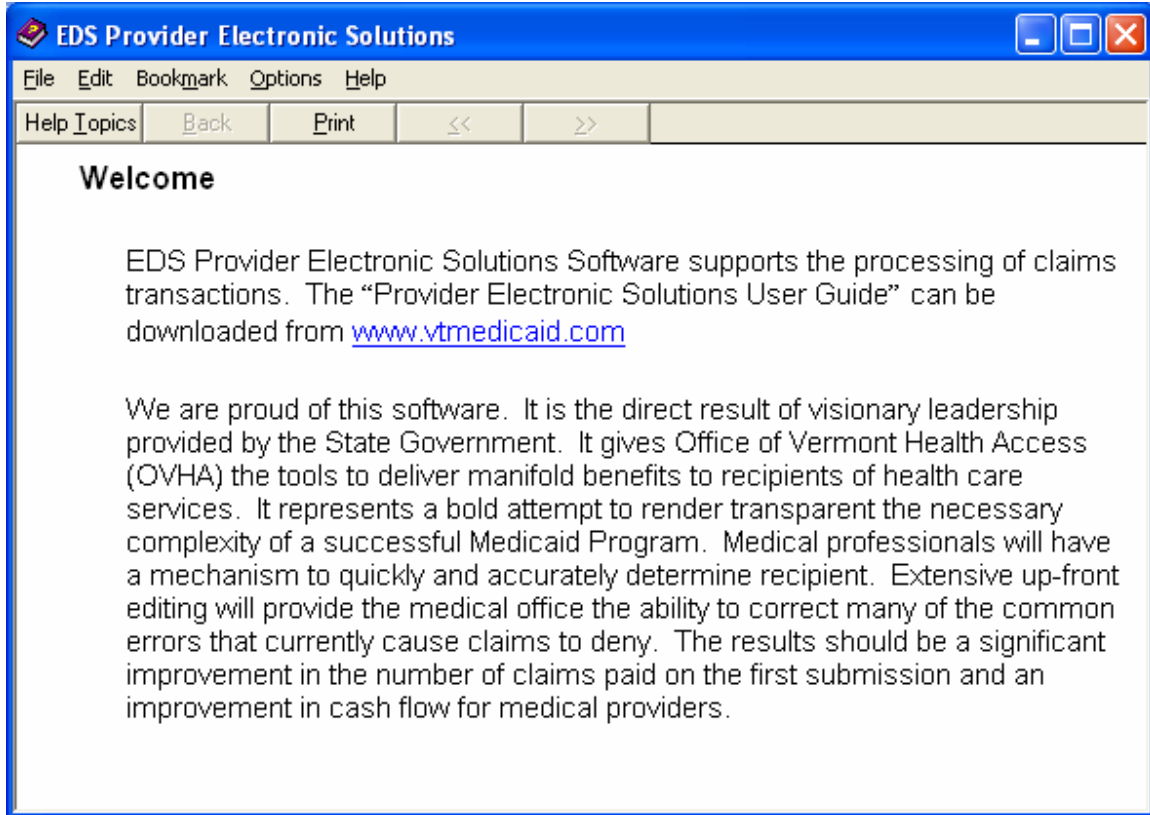 EDS Provider Electronic Solutions
File Edit Bookmark Options Help
Help Topics Back Print << >>
Welcome
EDS Provider Electronic Solutions Software supports the processing of claims
transactions. The “Provider Electronic Solutions User Guide” can be
downloaded from www.vtmedicaid.com
We are proud of this software. It is the direct result of visionary leadership
provided by the State Government. It gives Office of Vermont Health Access
(OVHA) the tools to deliver manifold benefits to recipients of health care
services. It represents a bold attempt to render transparent the necessary
complexity of a successful Medicaid Program. Medical professionals will have
a mechanism to quickly and accurately determine recipient. Extensive up-front
editing will provide the medical office the ability to correct many of the common
errors that currently cause claims to deny. The results should be a significant
improvement in the number of claims paid on the first submission and an
improvement in cash flow for medical providers.